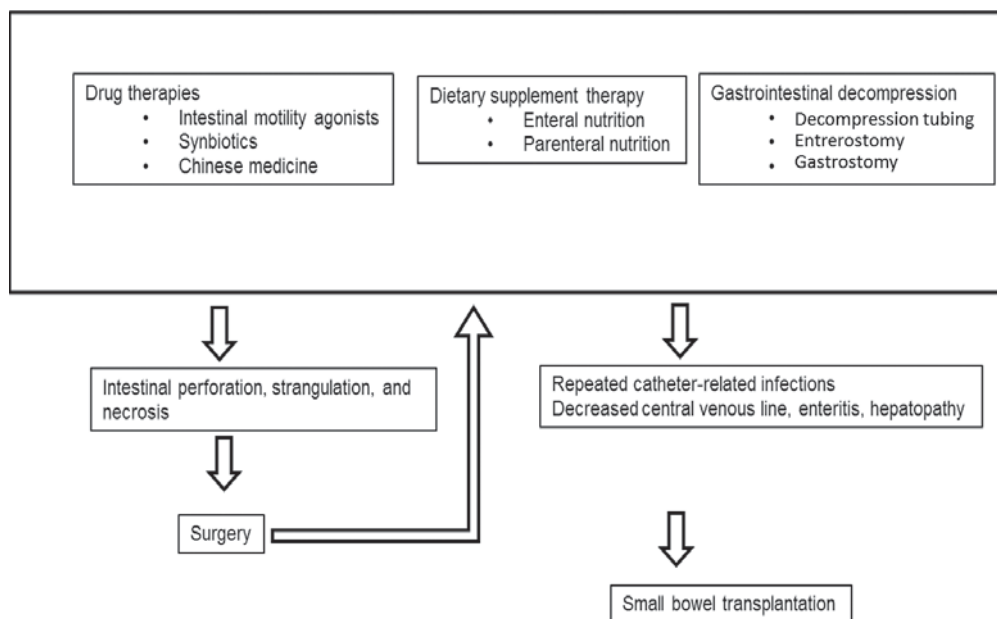 Drug therapies
• Intestinal motility agonists
• Synbiotics
• Chinese medicine
Dietary supplement therapy
• Enteral nutrition
• Parenteral nutrition
Gastrointestinal decompression
• Decompression tubing
• Entrerostomy
• Gastrostomy
Intestinal perforation, strangulation, and
necrosis
Surgery
Repeated catheter-related infections
Decreased central venous line, enteritis, hepatopathy
Small bowel transplantation